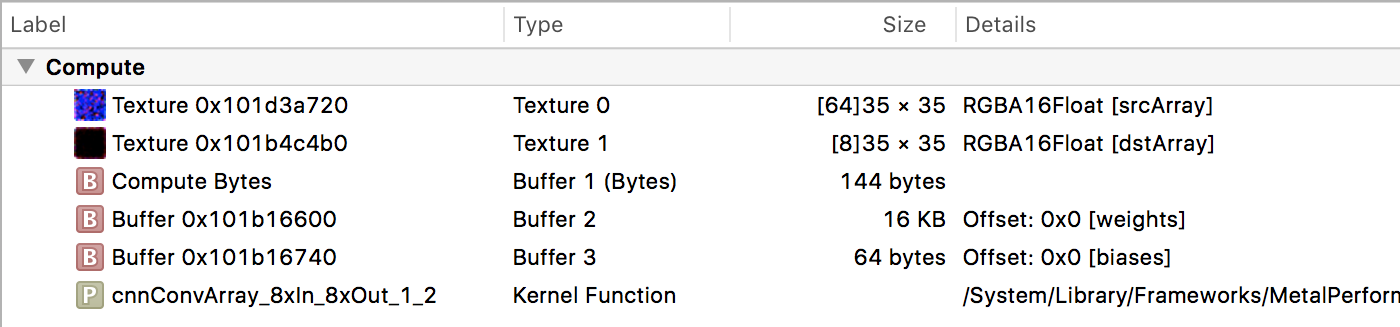 Label Type Size Details
Compute
Texture 0x101d3a720 Texture 0 [64]35 × 35 RGBA16Float [srcArray]
Texture 0x101b4c4b0 Texture 1 [8]35 × 35 RGBA16Float [dstArray]
B Compute Bytes Buffer 1 (Bytes) 144 bytes
B Buffer 0x101b16600 Buffer 2 16 KB Offset: 0x0 [weights]
B Buffer 0x101b16740 Buffer 3 64 bytes Offset: 0x0 [biases]
P cnnConvArray_8xIn_8xOut_1_2 Kernel Function /System/Library/Frameworks/MetalPerforn